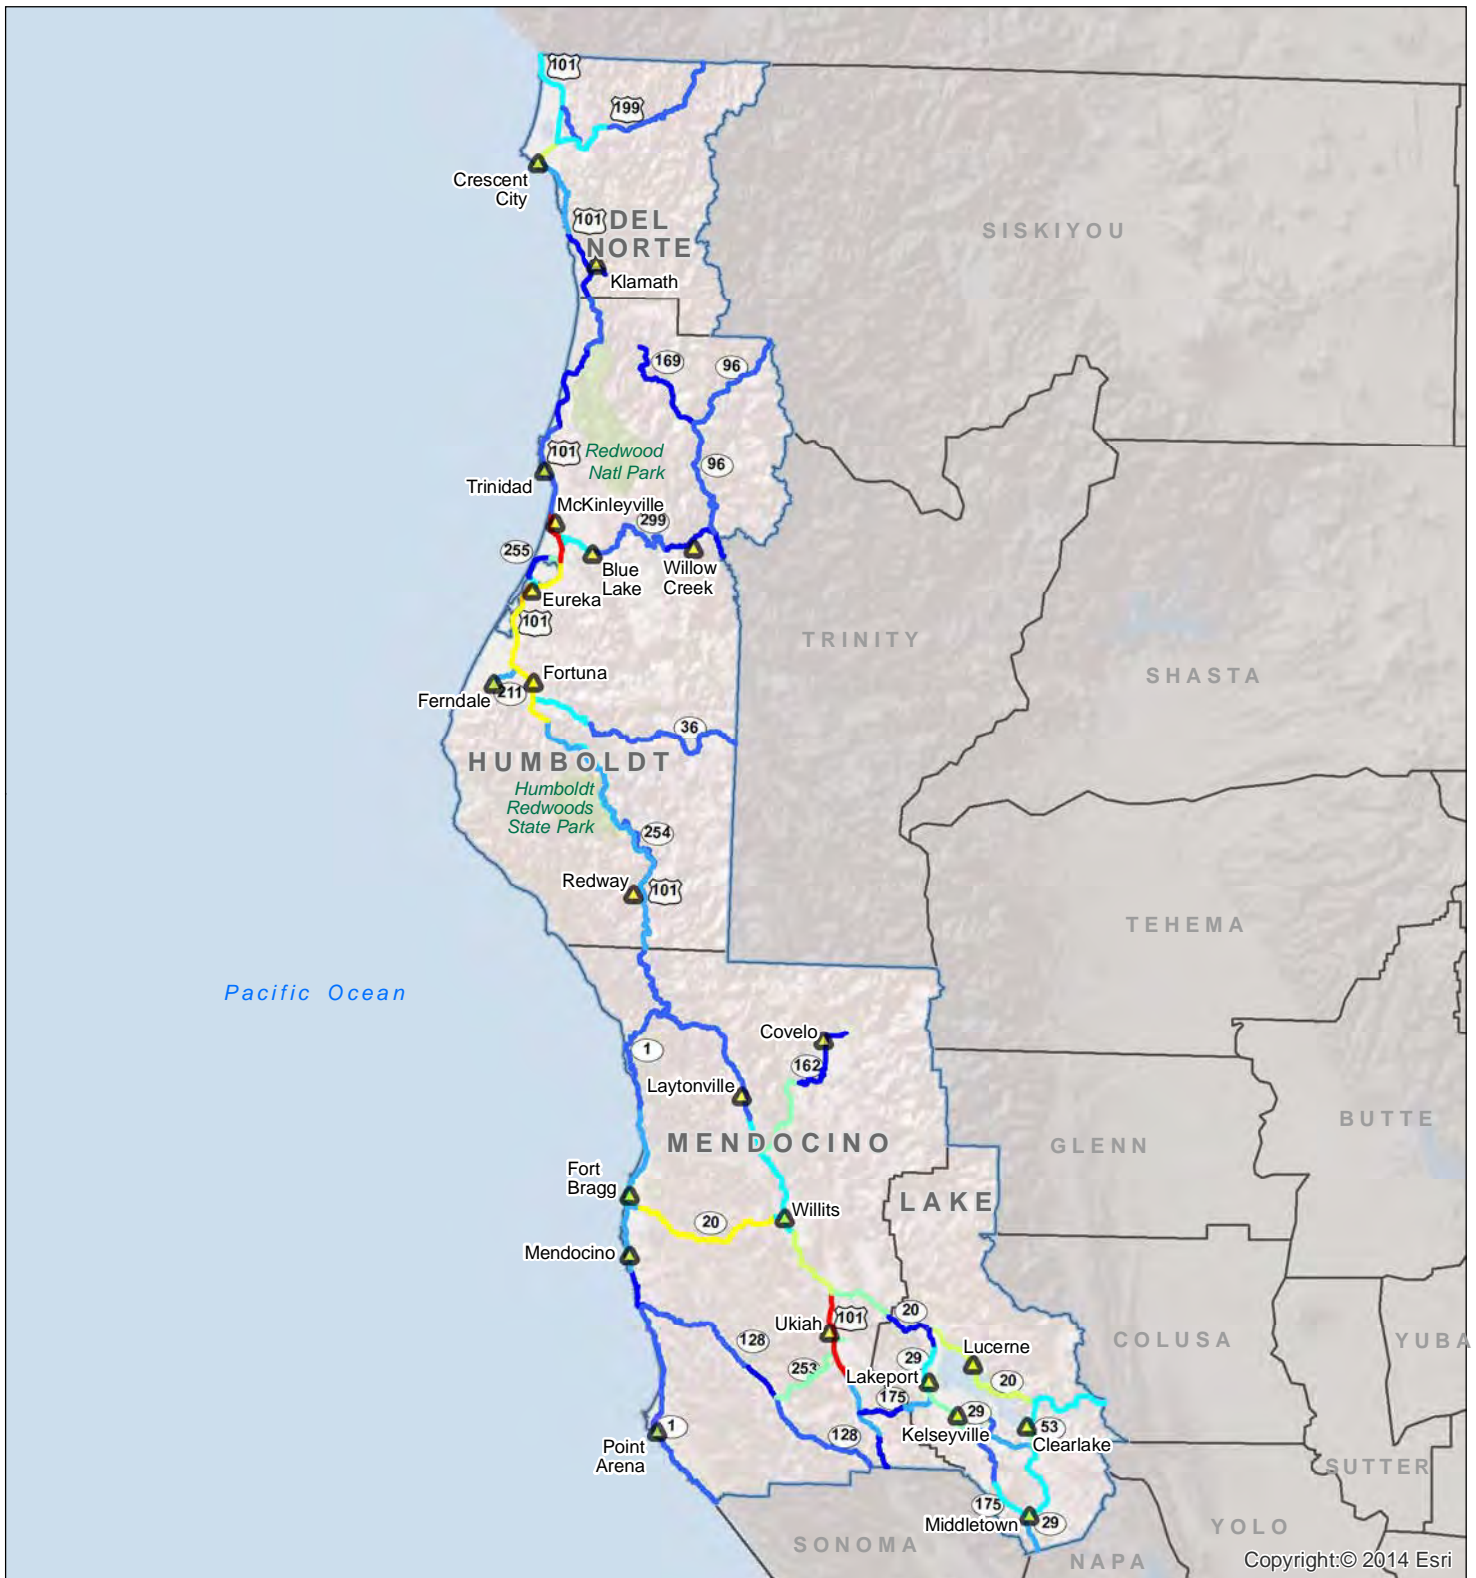 101
199
Crescent
City
101
DEL
NORTE
SISKIYOU
Klamath
169
96
101
Redwood
Natl Park
96
Trinidad
McKinleyville
299
255
Blue
Lake
Willow
Creek
Eureka
101
TRINITY
Fortuna
SHASTA
Ferndale
211
36
HUMBOLDT
Humboldt
Redwoods
State Park
254
Redway
101
TEHEMA
Pacific Ocean
Covelo
1
162
Laytonville
BUTTE
MENDOCINO
GLENN
Fort
Bragg
LAKE
Willits
20
Mendocino
20
101
Ukiah
128
COLUSA
YUBA
Lucerne
29
253
Lakeport
20
175
29
Kelseyville
53
Clearlake
1
128
Point
Arena
SUTTER
175
Middletown
29
YOLO
SONOMA
NAPA
Copyright:© 2014 Esri